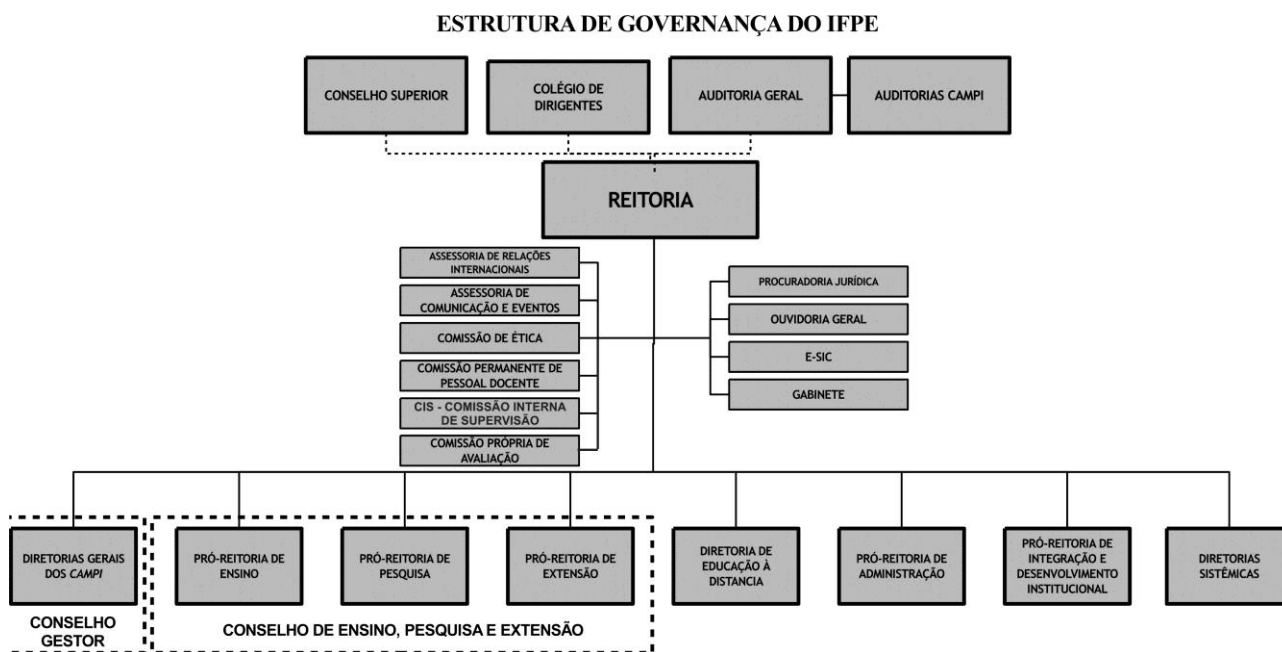 ESTRUTURA DE GOVERNANÇA DO IFPE
CONSELHO SUPERIOR
COLÉGIO DE
DIRIGENTES
AUDITORIA GERAL
AUDITORIAS CAMPI
REITORIA
ASSESSORIA DE RELAÇÕES
INTERNACIONAIS
ASSESSORIA DE
COMUNICAÇÃO E EVENTOS
COMISSÃO DE ÉTICA
COMISSÃO PERMANENTE DE
PESSOAL DOCENTE
CIS - COMISSÃO INTERNA
DE SUPERVISÃO
COMISSÃO PRÓPRIA DE
AVALIAÇÃO
PROCURADORIA JURÍDICA
OUVIDORIA GERAL
E-SIC
GABINETE
DIRETORIAS GERAIS
DOS CAMPI
PRÓ-REITORIA DE
ENSINO
PRÓ-REITORIA DE
PESQUISA
PRÓ-REITORIA DE
EXTENSÃO
DIRETORIA DE
EDUCAÇÃO À
DISTANCIA
PRÓ-REITORIA DE
ADMINISTRAÇÃO
PRÓ-REITORIA DE
INTEGRAÇÃO E
DESENVOLVIMENTO
INSTITUCIONAL
DIRETORIAS
SISTÊMICAS
CONSELHO
GESTOR
CONSELHO DE ENSINO, PESQUISA E EXTENSÃO